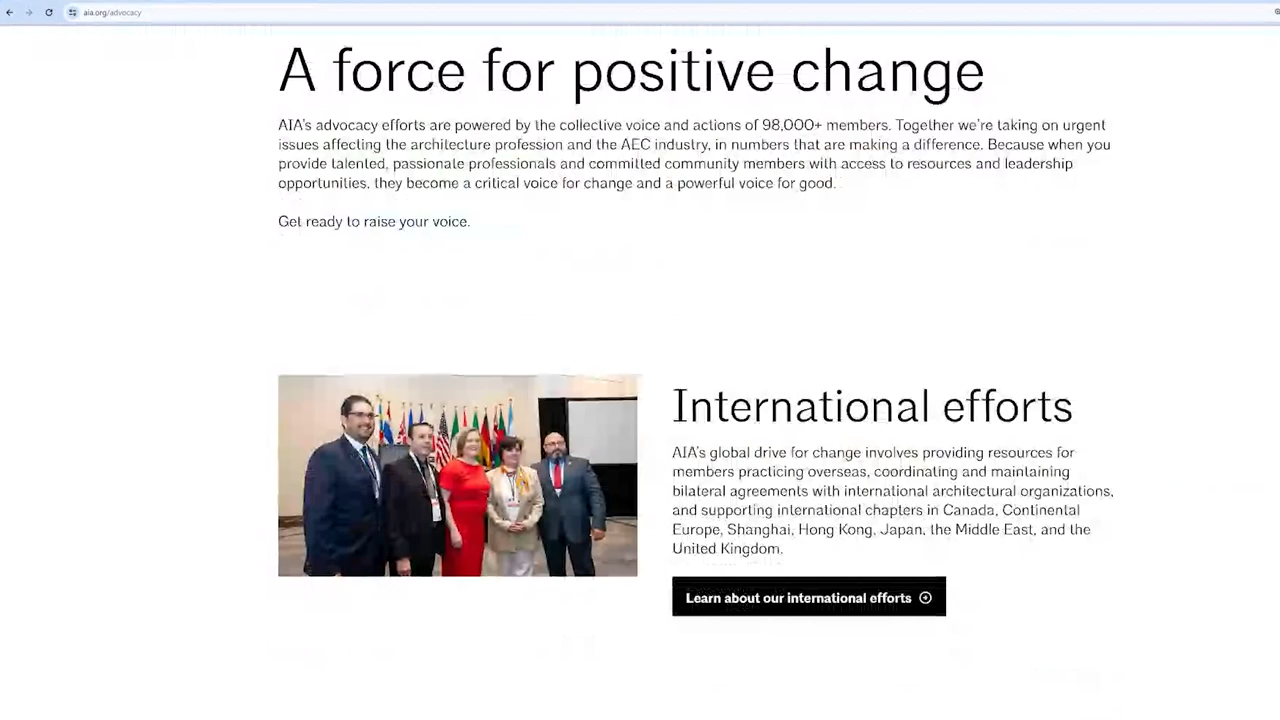 aia.org/advocacy
A force for positive change
AIA's advocacy efforts are powered by the collective voice and actions of 98,000+ members. Together we're taking on urgent
issues affecting the architecture profession and the AEC industry, in numbers that are making a difference. Because when you
provide talented, passionate professionals and committed community members with access to resources and leadership
opportunities, they become a critical voice for change and a powerful voice for good.
Get ready to raise your voice.
International efforts
AIA's global drive for change involves providing resources for
members practicing overseas, coordinating and maintaining
bilateral agreements with international architectural organizations,
and supporting international chapters in Canada, Continental
Europe, Shanghai, Hong Kong, Japan, the Middle East, and the
United Kingdom.
Learn about our international efforts